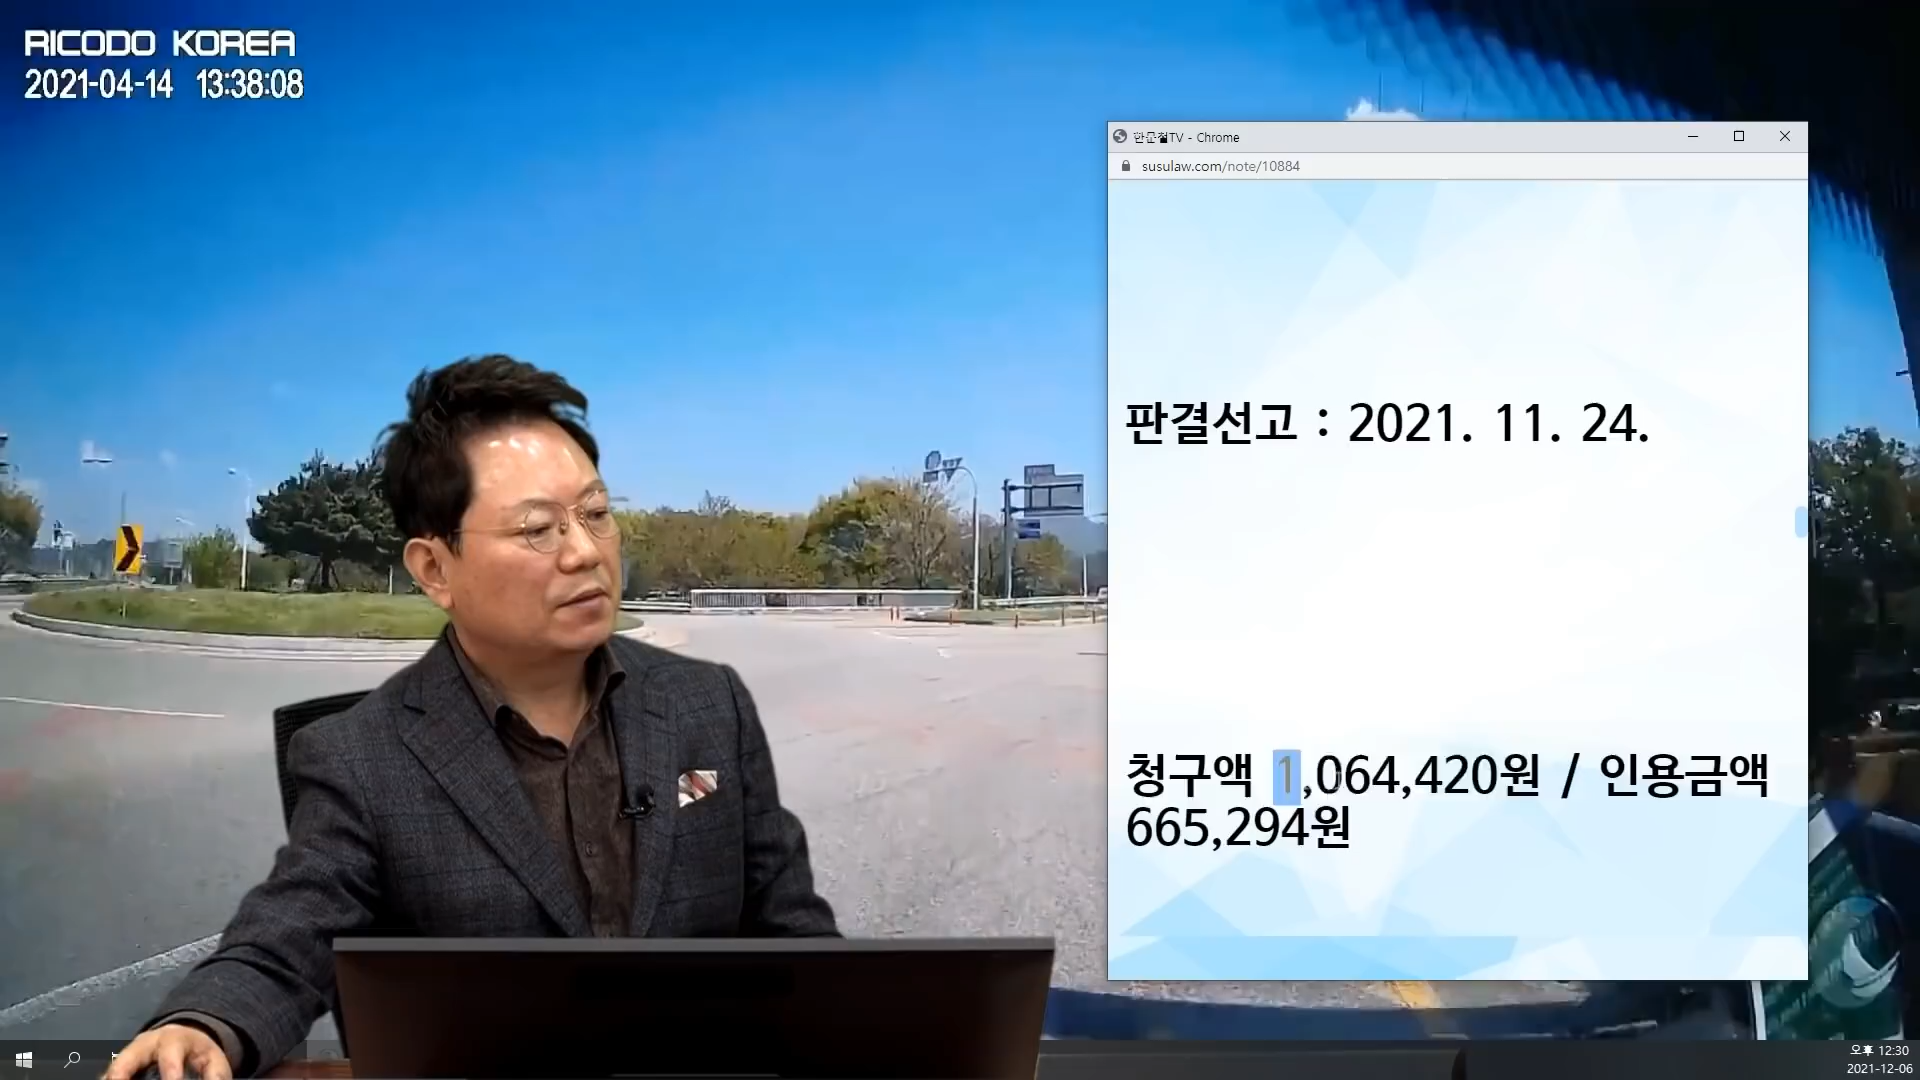 RICODO KOREA
2021-04-14 13:38:08
한문철TV - Chrome
susulaw.com/note/10884
판결선고 : 2021. 11. 24.
청구액 1,064,420원 / 인용금액
665,294원
오후 12:30
2021-12-06